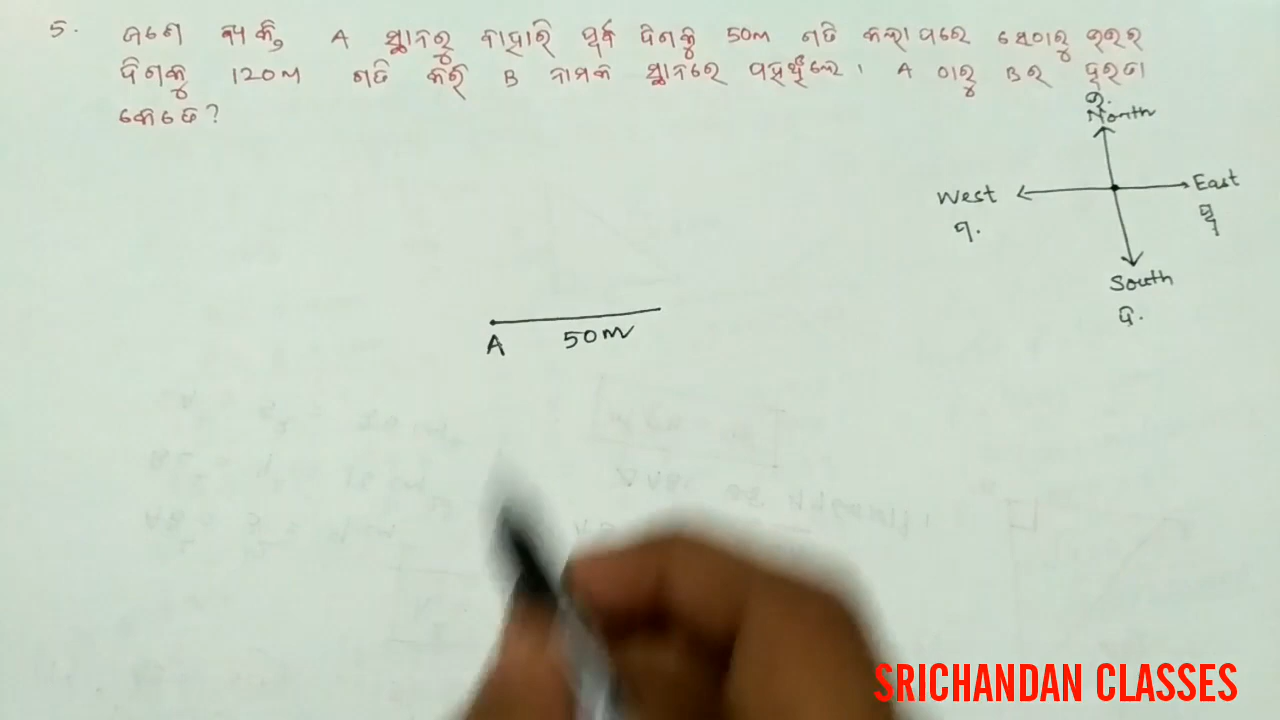 5. ଜଣେ ବ୍ୟକ୍ତି A ସ୍ଥାନରୁ ବାହାରି ପୂର୍ବ ଦିଗକୁ 50m ଗତି କଲା ପରେ ସେଠାରୁ ଉତ୍ତର
ଦିଗକୁ 120m ଗତି କରି B ନାମକ ସ୍ଥାନରେ ପହଞ୍ଚିଲେ। A ଠାରୁ Bର ଦୂରତା
କେତେ?
ଉ.
North
West
East
ପ.
ପୂ
South
ଦ.
A 50m
SRICHANDAN CLASSES